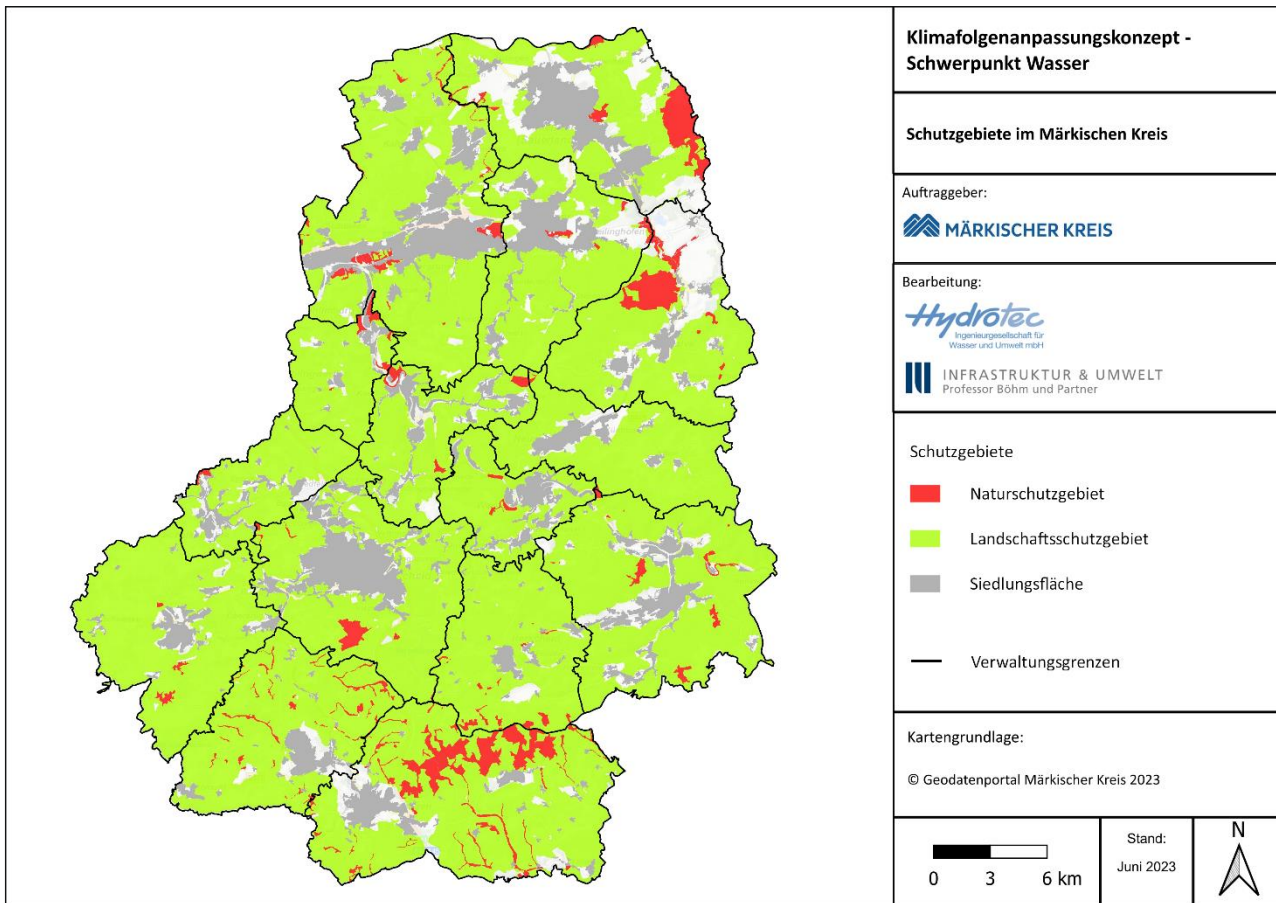 Klimafolgenanpassungskonzept -
Schwerpunkt Wasser
Schutzgebiete im Märkischen Kreis
Auftraggeber:
MÄRKISCHER KREIS
Bearbeitung:
Hydrotec
Ingenieurgesellschaft für
Wasser und Umwelt mbH
INFRASTRUKTUR & UMWELT
Professor Böhm und Partner
Schutzgebiete
Naturschutzgebiet
Landschaftsschutzgebiet
Siedlungsfläche
Verwaltungsgrenzen
Kartengrundlage:
© Geodatenportal Märkischer Kreis 2023
0 3 6 km
Stand:
Juni 2023
N